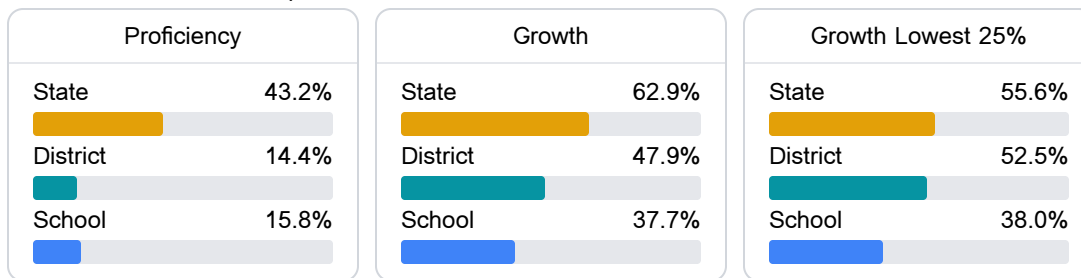 Proficiency
State 43.2%
District 14.4%
School 15.8%
Growth
State 62.9%
District 47.9%
School 37.7%
Growth Lowest 25%
State 55.6%
District 52.5%
School 38.0%